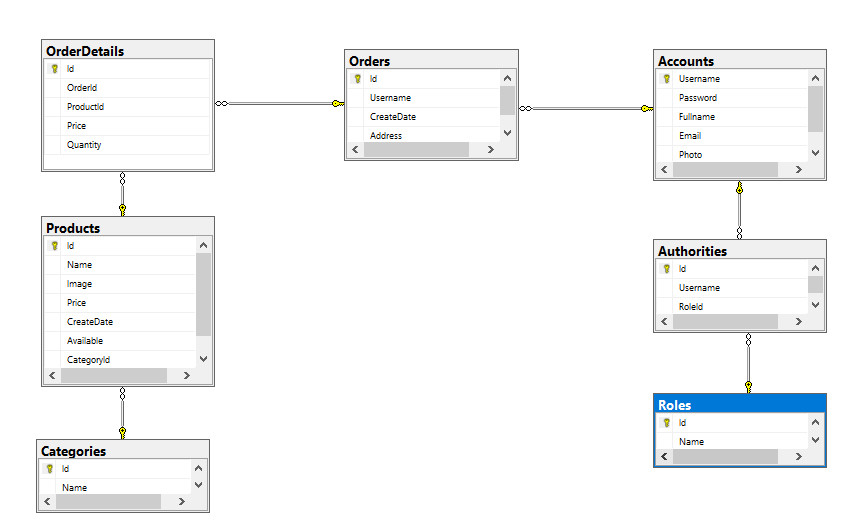 OrderDetails
Id
OrderId
ProductId
Price
Quantity
Orders
Id
Username
CreateDate
Address
Accounts
Username
Password
Fullname
Email
Photo
Products
Id
Name
Image
Price
CreateDate
Available
CategoryId
Authorities
Id
Username
RoleId
Categories
Id
Name
Roles
Id
Name